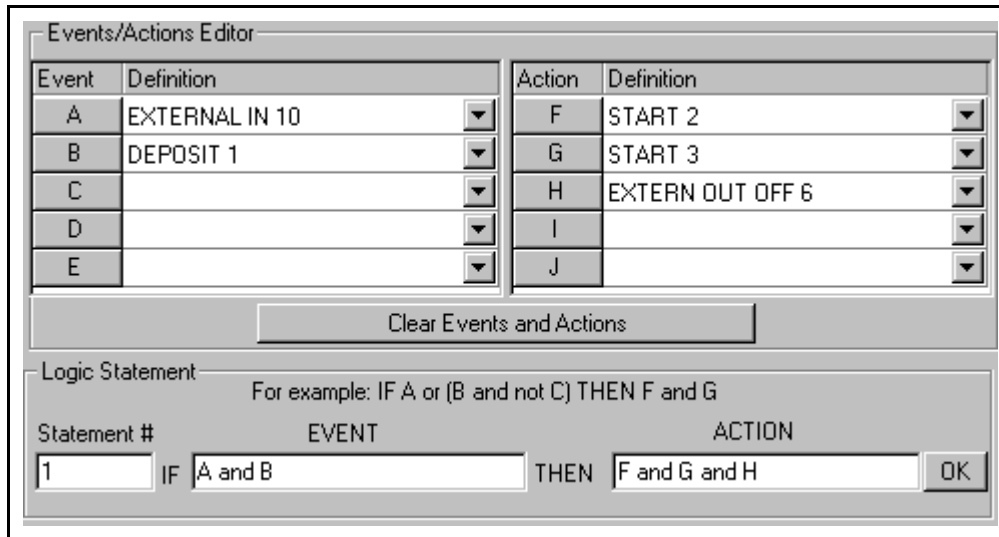 Events/Actions Editor
Event Definition Action Definition
A EXTERNAL IN 10 F START 2
B DEPOSIT 1 G START 3
C H EXTERN OUT OFF 6
D I
E J
Clear Events and Actions
Logic Statement
For example: IF A or (B and not C) THEN F and G
Statement # EVENT ACTION
1 IF A and B THEN F and G and H OK